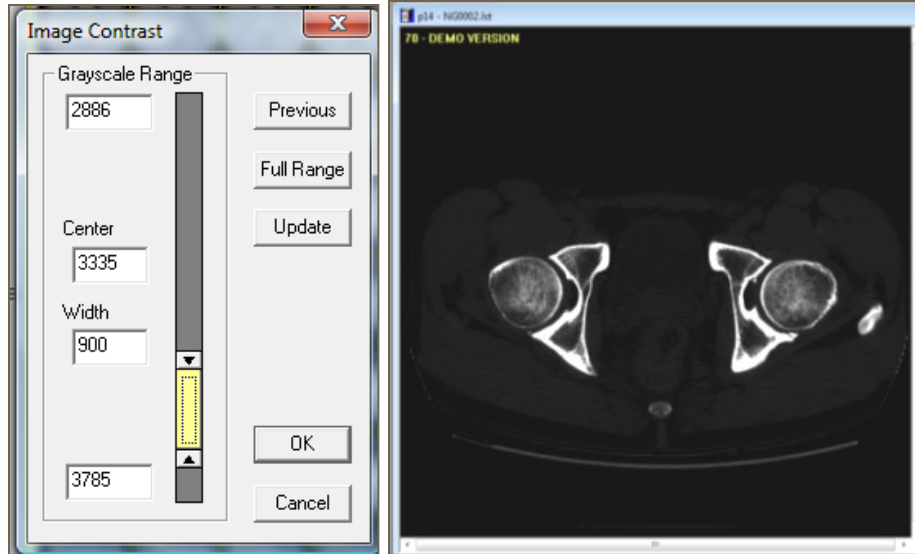 Image Contrast
Grayscale Range
2886
Previous
Full Range
Center
Update
3335
Width
900
OK
3785
Cancel
p14 - NG0002.lst
70 - DEMO VERSION